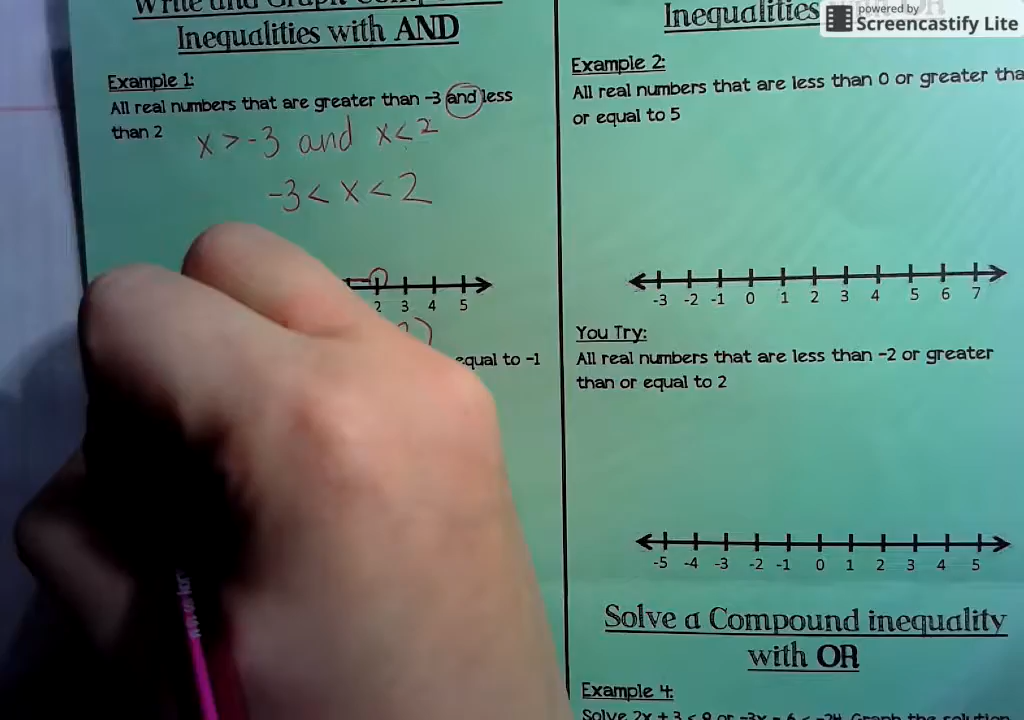 Inequalities with AND
Example 1:
All real numbers that are greater than -3 and less
than 2
x > -3 and x < 2
-3 < x < 2
2 3 4 5
equal to -1
Inequalities
powered by
Screencastify Lite
Example 2:
All real numbers that are less than 0 or greater
or equal to 5
-3 -2 -1 0 1 2 3 4 5 6 7
You Try:
All real numbers that are less than -2 or greater
than or equal to 2
-5 -4 -3 -2 -1 0 1 2 3 4 5
Solve a Compound inequality
with OR
Example 4: